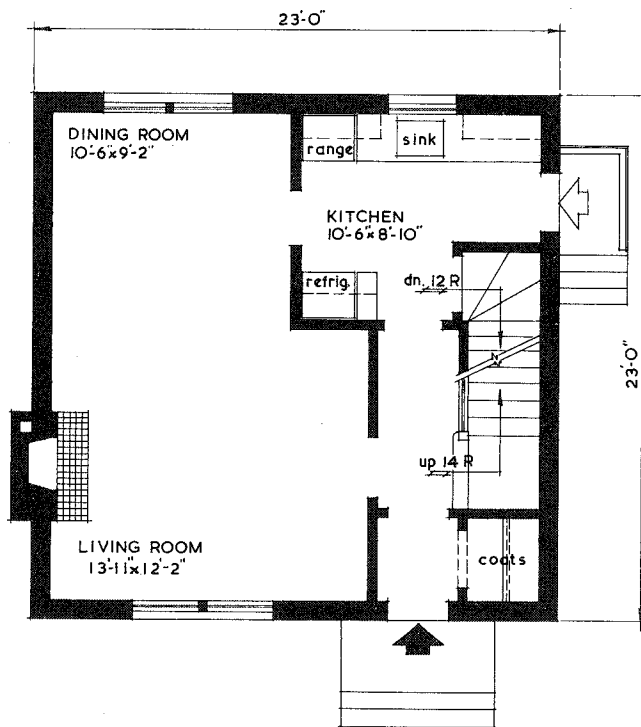 23'-0"
DINING ROOM
10'-6"x9'-2"
range
sink
KITCHEN
10'-6"x8'-10"
refrig.
dn. 12 R
23'-0"
up 14 R
LIVING ROOM
13'-11"x12'-2"
coats